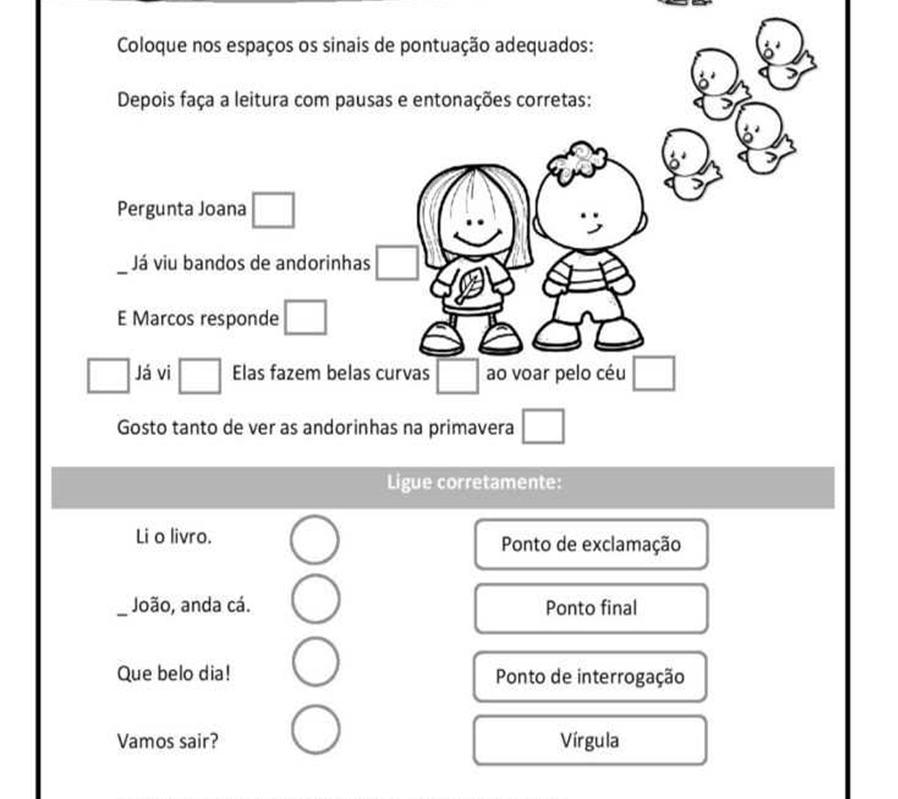 Coloque nos espaços os sinais de pontuação adequados:
Depois faça a leitura com pausas e entonações corretas:
Pergunta Joana
_ Já viu bandos de andorinhas
E Marcos responde
Já vi Elas fazem belas curvas ao voar pelo céu
Gosto tanto de ver as andorinhas na primavera
Ligue corretamente:
Li o livro. Ponto de exclamação
_ João, anda cá. Ponto final
Que belo dia! Ponto de interrogação
Vamos sair? Vírgula